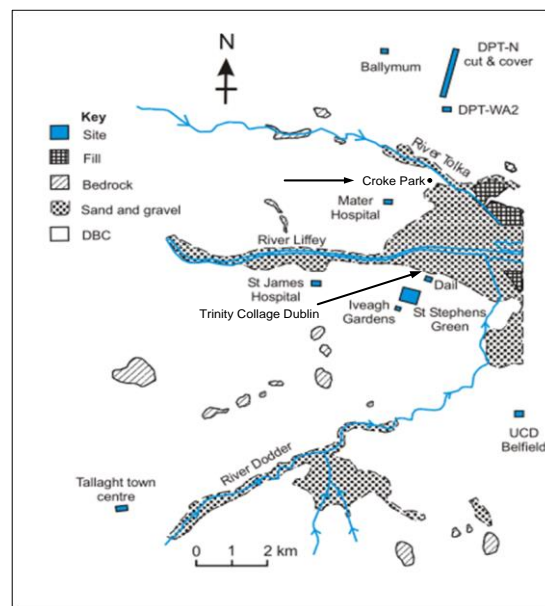 N
Ballymum
DPT-N
cut & cover
DPT-WA2
Key
Site
Fill
Bedrock
Sand and gravel
DBC
River Tolka
Croke Park
Mater
Hospital
River Liffey
St James
Hospital
Dail
Trinity Collage Dublin
Iveagh
Gardens
St Stephens
Green
UCD
Belfield
River Dodder
Tallaght town
centre
0 1 2 km